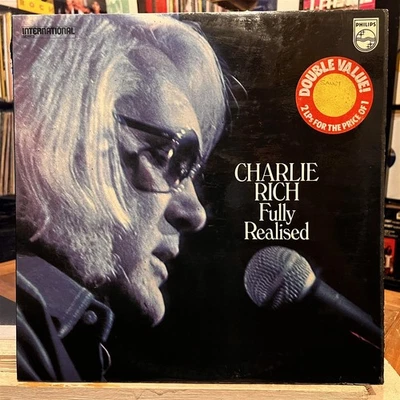 INTERNATIONAL
PHILIPS
DOUBLE VALUE!
2 LPs FOR THE PRICE OF 1
CHARLIE
RICH
Fully
Realised